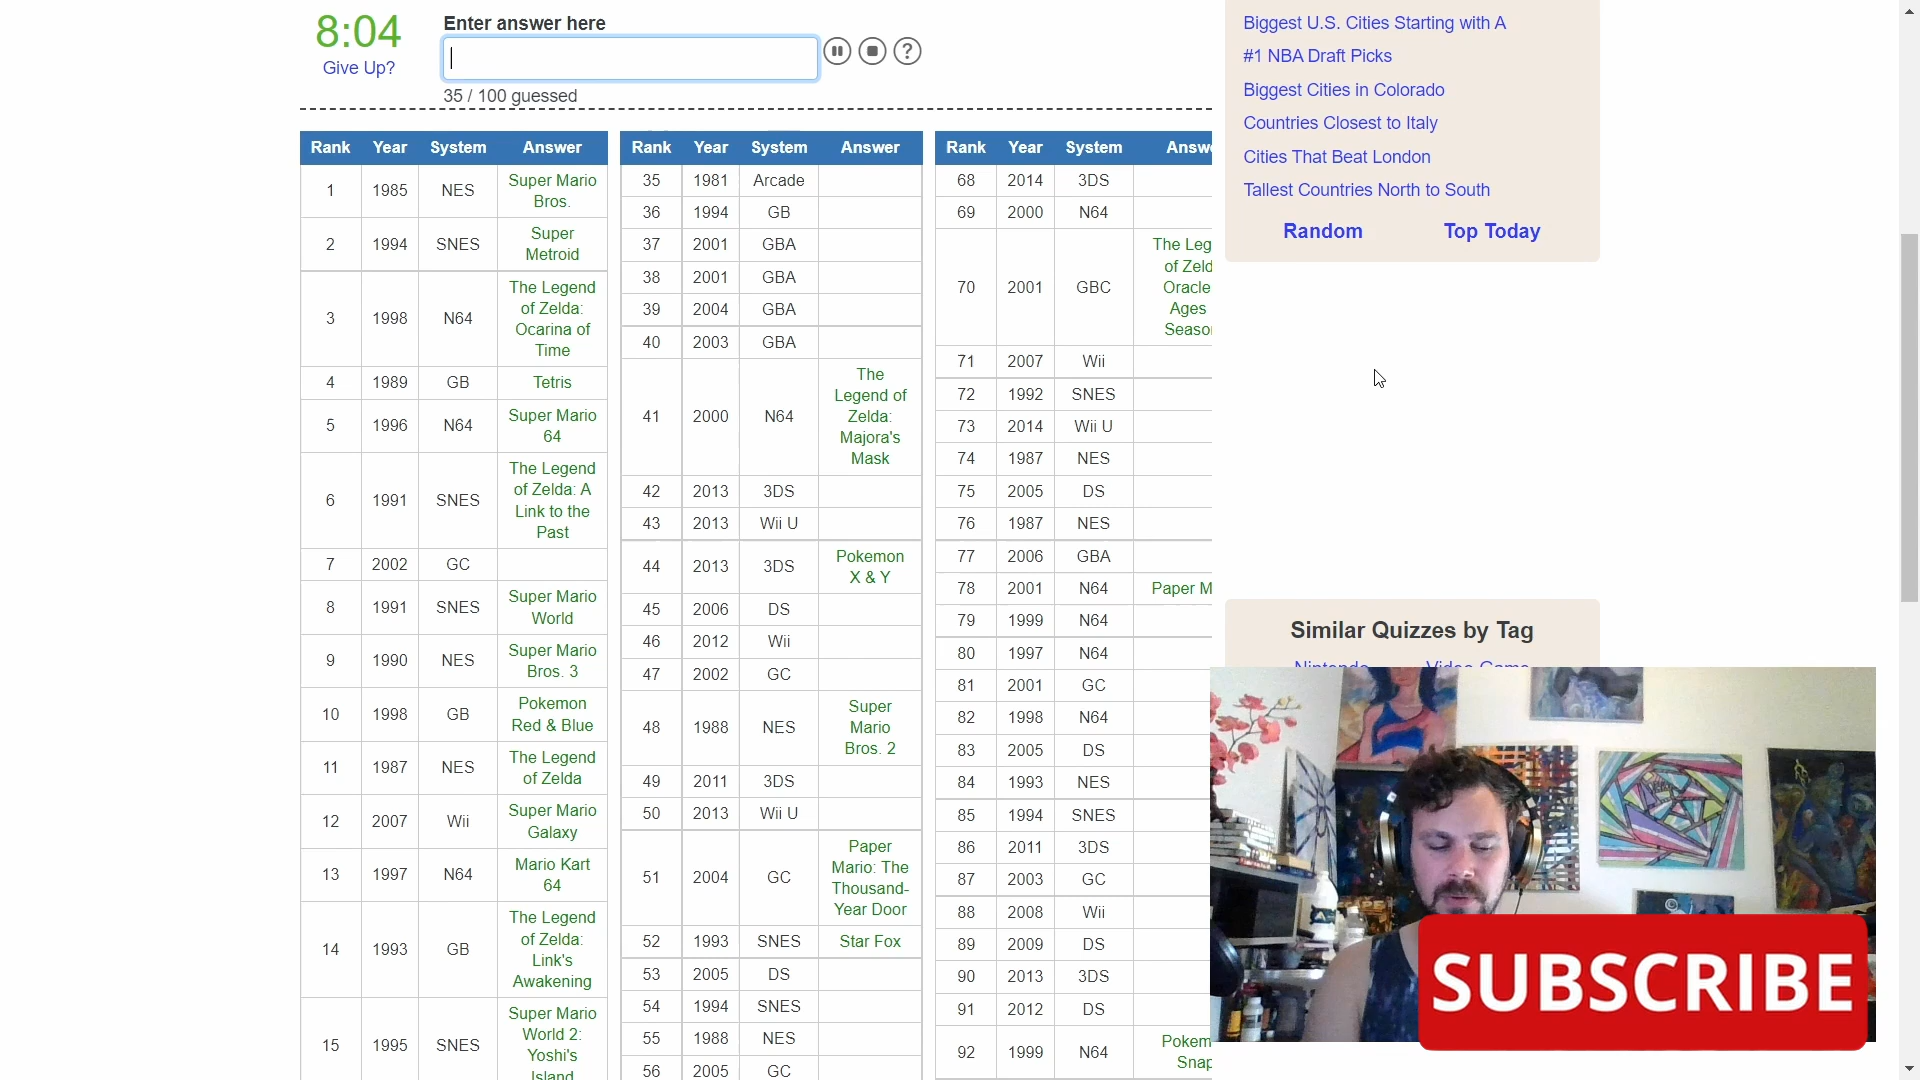 8:04
Give Up?
Enter answer here
35 / 100 guessed
Rank Year System Answer
1 1985 NES Super Mario
Bros.
2 1994 SNES Super
Metroid
3 1998 N64 The Legend
of Zelda:
Ocarina of
Time
4 1989 GB Tetris
5 1996 N64 Super Mario
64
6 1991 SNES The Legend
of Zelda: A
Link to the
Past
7 2002 GC
8 1991 SNES Super Mario
World
9 1990 NES Super Mario
Bros. 3
10 1998 GB Pokemon
Red & Blue
11 1987 NES The Legend
of Zelda
12 2007 Wii Super Mario
Galaxy
13 1997 N64 Mario Kart
64
14 1993 GB The Legend
of Zelda:
Link's
Awakening
15 1995 SNES Super Mario
World 2:
Yoshi's
Island
Rank Year System Answer
35 1981 Arcade
36 1994 GB
37 2001 GBA
38 2001 GBA
39 2004 GBA
40 2003 GBA
41 2000 N64 The
Legend of
Zelda:
Majora's
Mask
42 2013 3DS
43 2013 Wii U
44 2013 3DS Pokemon
X & Y
45 2006 DS
46 2012 Wii
47 2002 GC
48 1988 NES Super
Mario
Bros. 2
49 2011 3DS
50 2013 Wii U
51 2004 GC Paper
Mario: The
Thousand-
Year Door
52 1993 SNES Star Fox
53 2005 DS
54 1994 SNES
55 1988 NES
56 2005 GC
Rank Year System Answ
68 2014 3DS
69 2000 N64
70 2001 GBC The Leg
of Zeld
Oracle
Ages
Seaso
71 2007 Wii
72 1992 SNES
73 2014 Wii U
74 1987 NES
75 2005 DS
76 1987 NES
77 2006 GBA
78 2001 N64 Paper M
79 1999 N64
80 1997 N64
81 2001 GC
82 1998 N64
83 2005 DS
84 1993 NES
85 1994 SNES
86 2011 3DS
87 2003 GC
88 2008 Wii
89 2009 DS
90 2013 3DS
91 2012 DS
92 1999 N64 Pokem
Snap
Biggest U.S. Cities Starting with A
#1 NBA Draft Picks
Biggest Cities in Colorado
Countries Closest to Italy
Cities That Beat London
Tallest Countries North to South
Random Top Today
Similar Quizzes by Tag
Nintendo Video Game
SUBSCRIBE